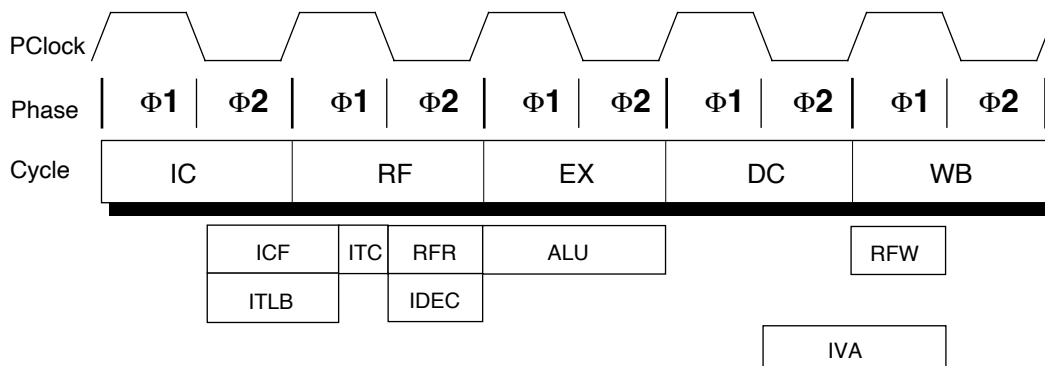 PClock
Phase Φ1 Φ2 Φ1 Φ2 Φ1 Φ2 Φ1 Φ2 Φ1 Φ2
Cycle IC RF EX DC WB
ICF ITC RFR ALU RFW
ITLB IDEC
IVA